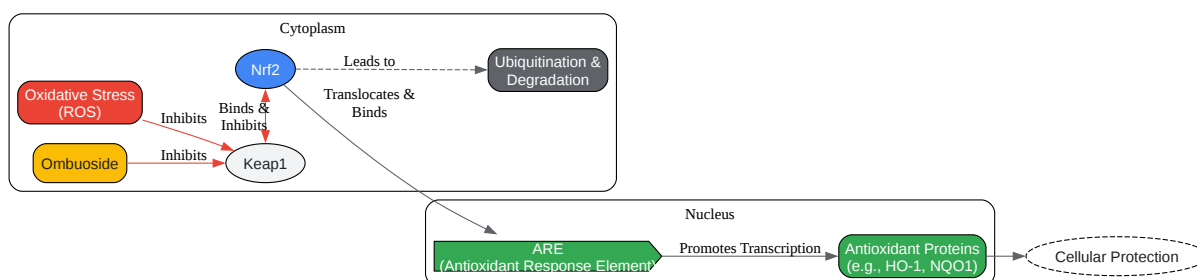 Cytoplasm
Nrf2
Leads to
Ubiquitination &
Degradation
Oxidative Stress
(ROS)
Inhibits
Binds &
Inhibits
Translocates &
Binds
Ombuoside
Inhibits
Keap1
Nucleus
ARE
(Antioxidant Response Element)
Promotes Transcription
Antioxidant Proteins
(e.g., HO-1, NQO1)
Cellular Protection